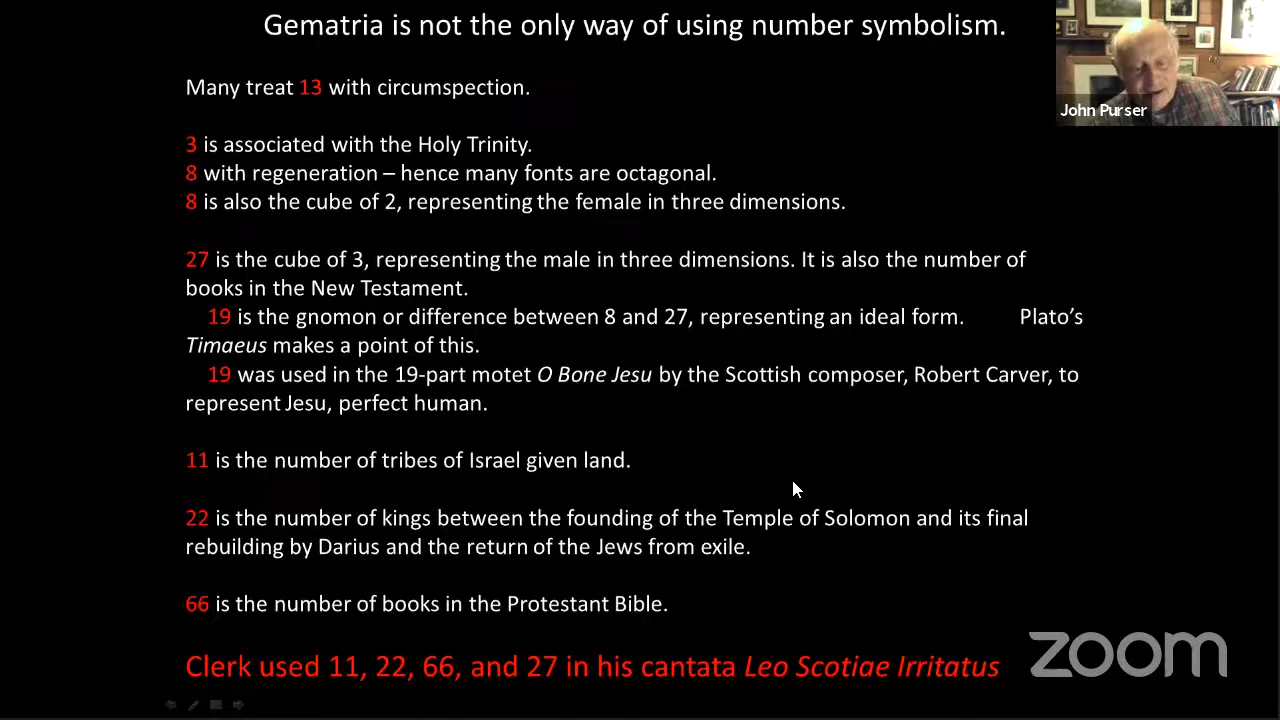 Gematria is not the only way of using number symbolism.
John Purser
Many treat 13 with circumspection.
3 is associated with the Holy Trinity.
8 with regeneration – hence many fonts are octagonal.
8 is also the cube of 2, representing the female in three dimensions.
27 is the cube of 3, representing the male in three dimensions. It is also the number of
books in the New Testament.
19 is the gnomon or difference between 8 and 27, representing an ideal form. Plato’s
Timaeus makes a point of this.
19 was used in the 19-part motet O Bone Jesu by the Scottish composer, Robert Carver, to
represent Jesu, perfect human.
11 is the number of tribes of Israel given land.
22 is the number of kings between the founding of the Temple of Solomon and its final
rebuilding by Darius and the return of the Jews from exile.
66 is the number of books in the Protestant Bible.
Clerk used 11, 22, 66, and 27 in his cantata Leo Scotiae Irritatus
zoom